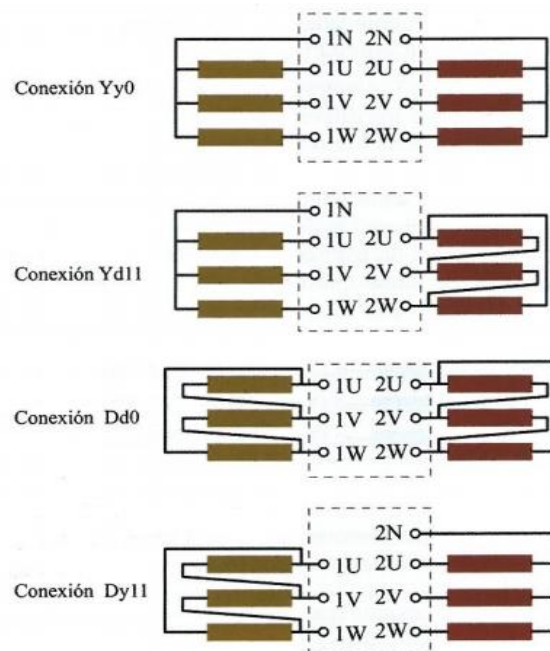 1N 2N
Conexión Yy0 1U 2U
1V 2V
1W 2W
1N
1U 2U
Conexión Yd11 1V 2V
1W 2W
1U 2U
Conexión Dd0 1V 2V
1W 2W
2N
1U 2U
Conexión Dy11 1V 2V
1W 2W